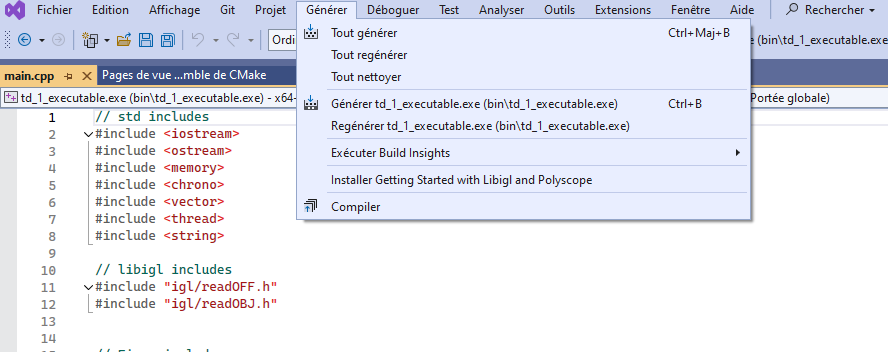 Fichier Edition Affichage Git Projet Générer Déboguer Test Analyser Outils Extensions Fenêtre Aide Rechercher
Ordi
(bin\td_1_executable.exe
Tout générer Ctrl+Maj+B
Tout regénérer
Tout nettoyer
Générer td_1_executable.exe (bin\td_1_executable.exe) Ctrl+B
Regénérer td_1_executable.exe (bin\td_1_executable.exe)
Exécuter Build Insights
Installer Getting Started with Libigl and Polyscope
Compiler
main.cpp Pages de vue ...mble de CMake
td_1_executable.exe (bin\td_1_executable.exe) - x64- Portée globale)
1 // std includes
2 #include <iostream>
3 #include <ostream>
4 #include <memory>
5 #include <chrono>
6 #include <vector>
7 #include <thread>
8 #include <string>
9
10 // libigl includes
11 #include "igl/readOFF.h"
12 #include "igl/readOBJ.h"
13
14